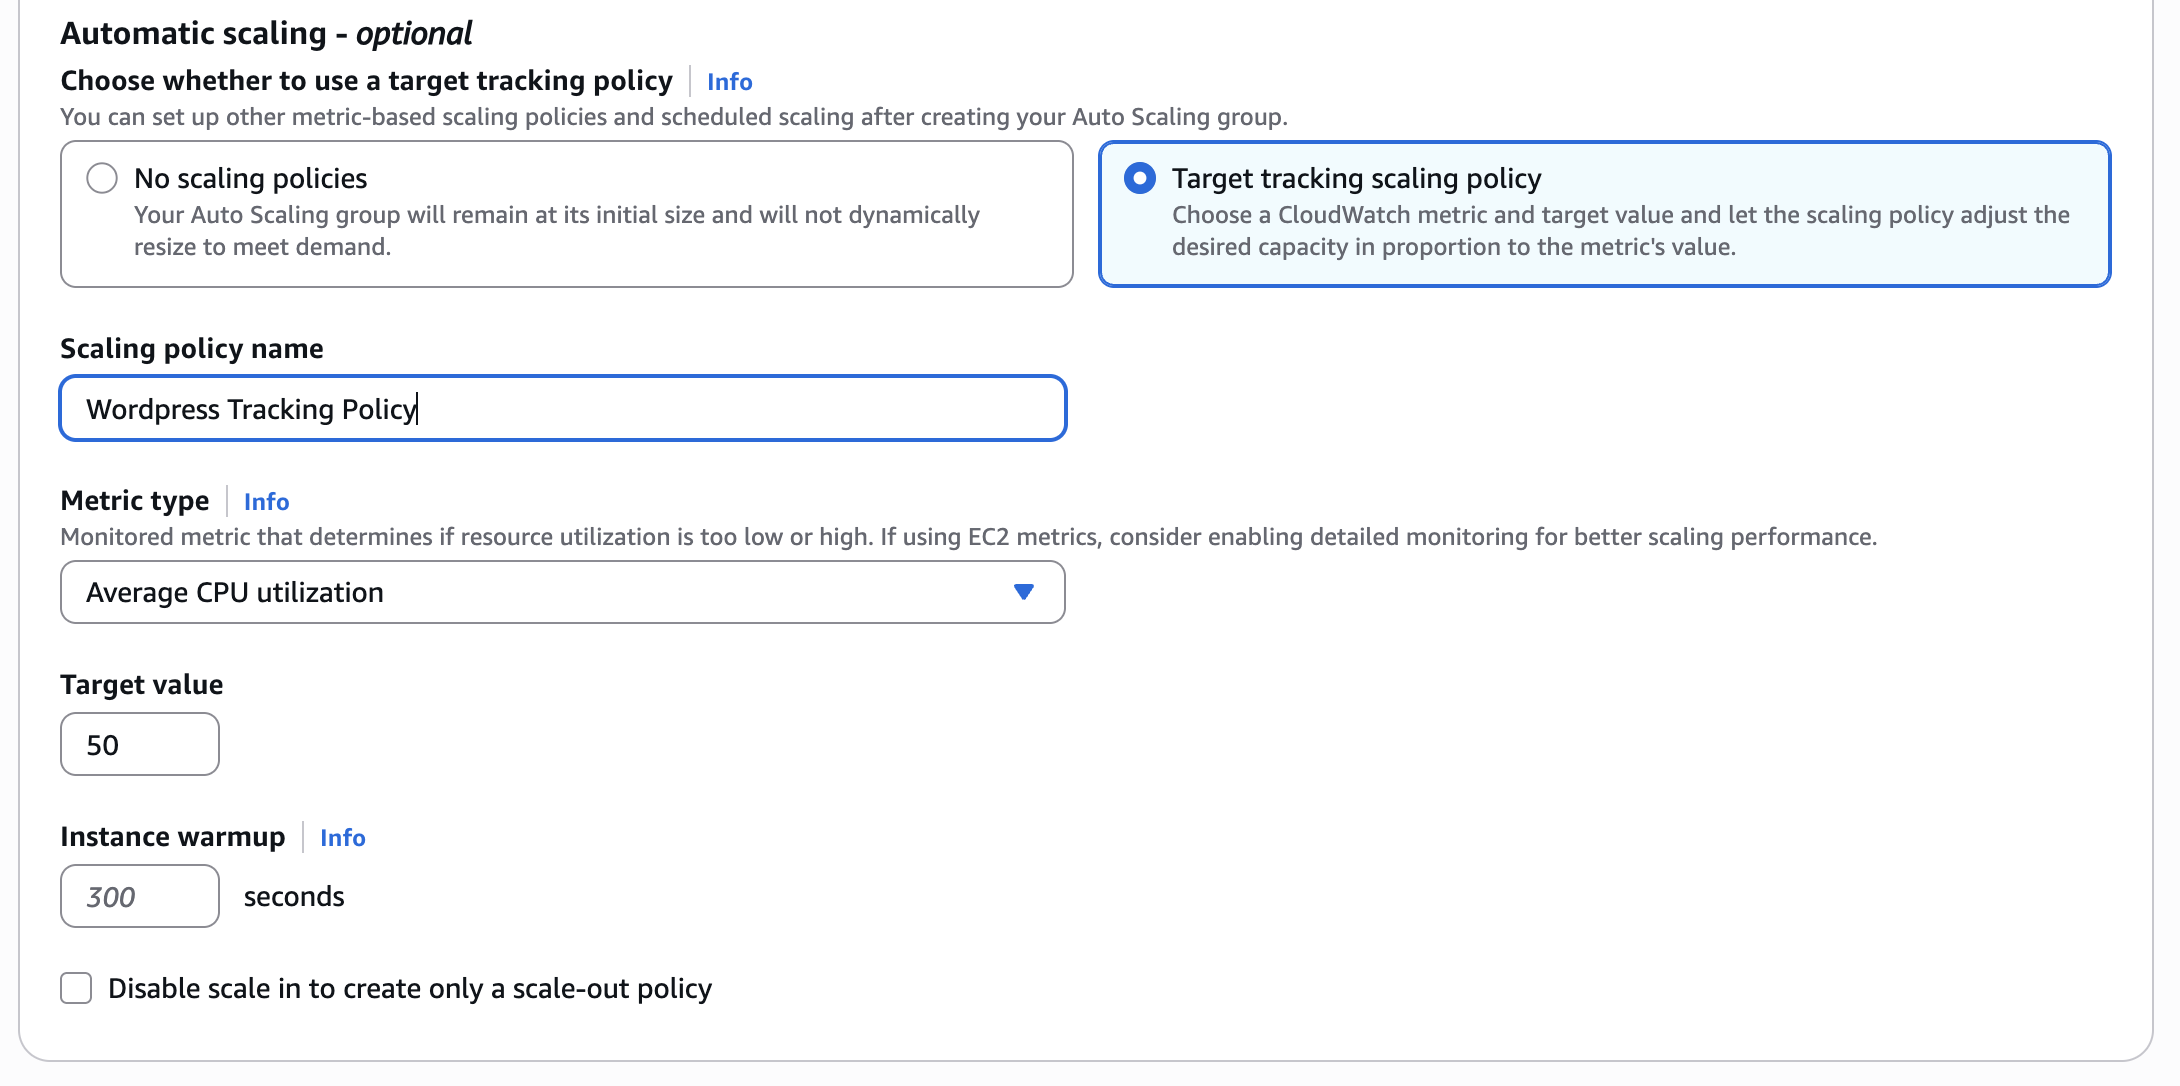 Automatic scaling - optional
Choose whether to use a target tracking policy Info
You can set up other metric-based scaling policies and scheduled scaling after creating your Auto Scaling group.
No scaling policies
Your Auto Scaling group will remain at its initial size and will not dynamically
resize to meet demand.
Target tracking scaling policy
Choose a CloudWatch metric and target value and let the scaling policy adjust the
desired capacity in proportion to the metric's value.
Scaling policy name
Wordpress Tracking Policy
Metric type Info
Monitored metric that determines if resource utilization is too low or high. If using EC2 metrics, consider enabling detailed monitoring for better scaling performance.
Average CPU utilization
Target value
50
Instance warmup Info
300 seconds
Disable scale in to create only a scale-out policy